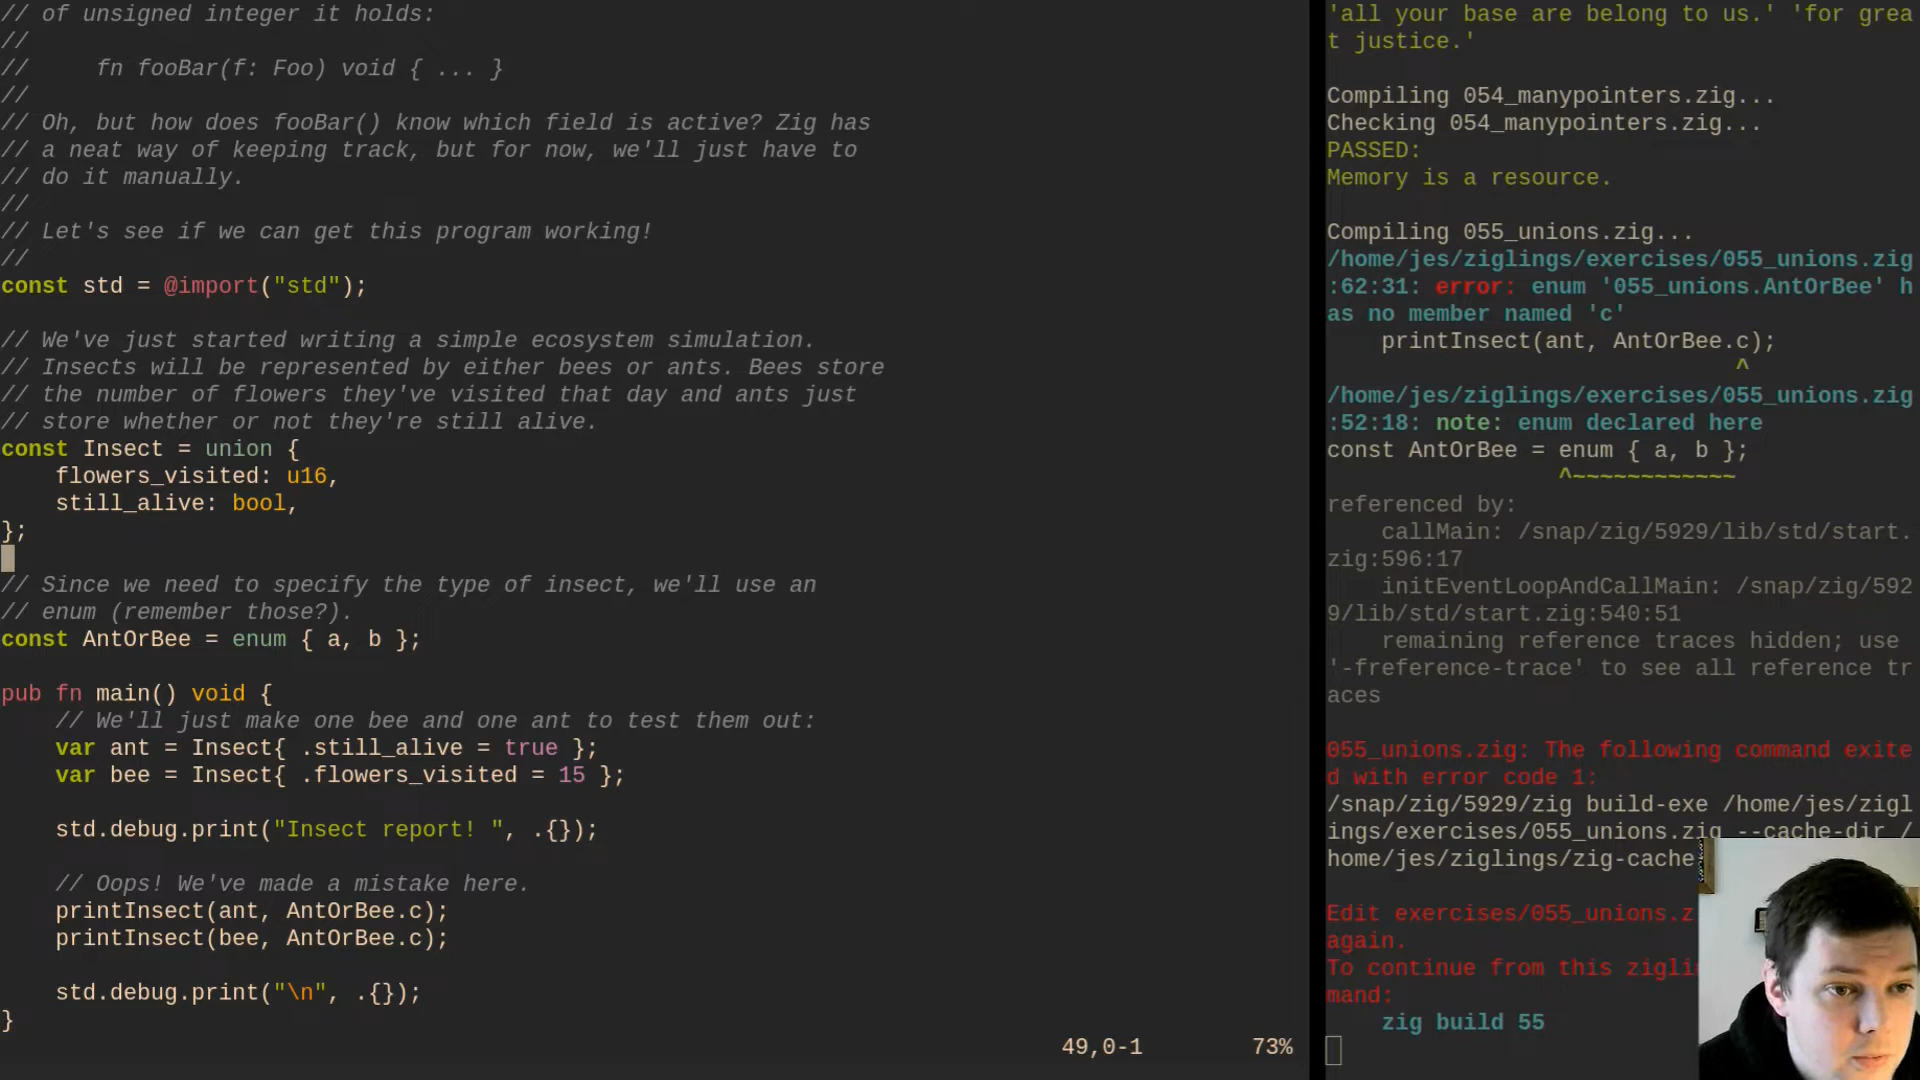 // of unsigned integer it holds:
//
//     fn fooBar(f: Foo) void { ... }
//
// Oh, but how does fooBar() know which field is active? Zig has
// a neat way of keeping track, but for now, we'll just have to
// do it manually.
//
// Let's see if we can get this program working!
//
const std = @import("std");

// We've just started writing a simple ecosystem simulation.
// Insects will be represented by either bees or ants. Bees store
// the number of flowers they've visited that day and ants just
// store whether or not they're still alive.
const Insect = union {
    flowers_visited: u16,
    still_alive: bool,
};

// Since we need to specify the type of insect, we'll use an
// enum (remember those?).
const AntOrBee = enum { a, b };

pub fn main() void {
    // We'll just make one bee and one ant to test them out:
    var ant = Insect{ .still_alive = true };
    var bee = Insect{ .flowers_visited = 15 };

    std.debug.print("Insect report! ", .{});

    // Oops! We've made a mistake here.
    printInsect(ant, AntOrBee.c);
    printInsect(bee, AntOrBee.c);

    std.debug.print("\n", .{});
}
49,0-1 73%
'all your base are belong to us.' 'for grea
t justice.'

Compiling 054_manypointers.zig...
Checking 054_manypointers.zig...
PASSED:
Memory is a resource.

Compiling 055_unions.zig...
/home/jes/ziglings/exercises/055_unions.zig
:62:31: error: enum '055_unions.AntOrBee' h
as no member named 'c'
    printInsect(ant, AntOrBee.c);
                              ^
/home/jes/ziglings/exercises/055_unions.zig
:52:18: note: enum declared here
const AntOrBee = enum { a, b };
                 ^~~~~~~~~~~~~
referenced by:
    callMain: /snap/zig/5929/lib/std/start.
zig:596:17
    initEventLoopAndCallMain: /snap/zig/592
9/lib/std/start.zig:540:51
    remaining reference traces hidden; use
'-freference-trace' to see all reference tr
aces

055_unions.zig: The following command exite
d with error code 1:
/snap/zig/5929/zig build-exe /home/jes/zigl
ings/exercises/055_unions.zig --cache-dir /
home/jes/ziglings/zig-cache

Edit exercises/055_unions.z
again.
To continue from this
mand:
    zig build 55